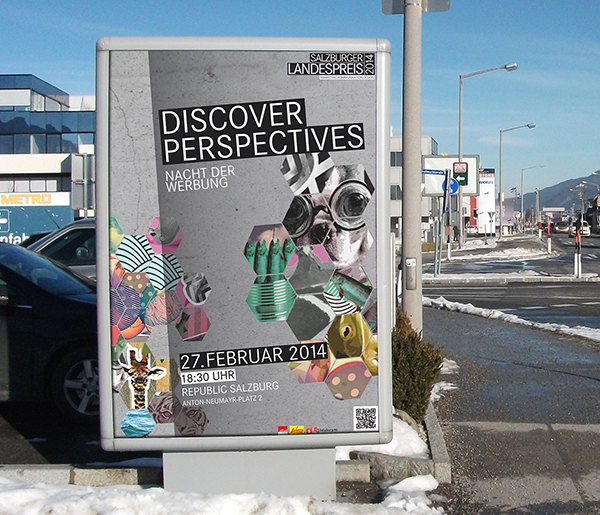 SALZBURGER
LANDESPREIS 2014
DISCOVER
PERSPECTIVES
NACHT DER
WERBUNG
27.FEBRUAR 2014
18:30 UHR
REPUBLIC SALZBURG
ANTON-NEUMAYR-PLATZ 2
METRO